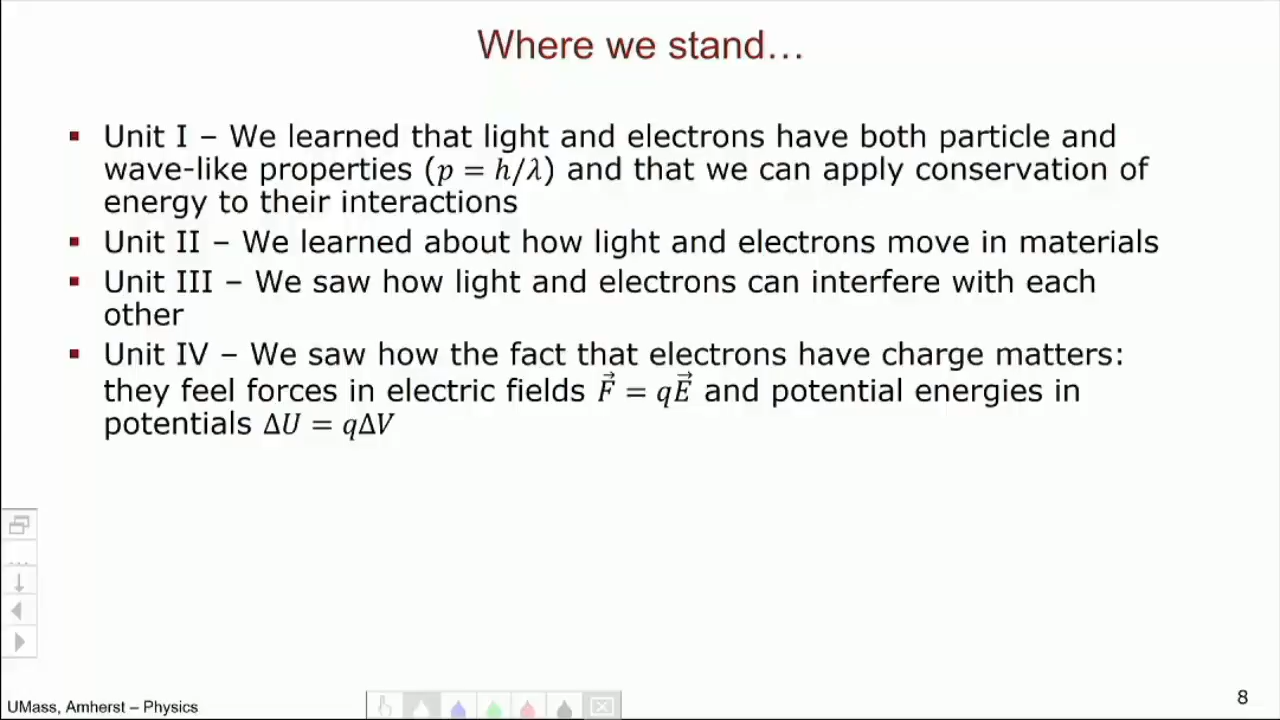 Where we stand…
▪ Unit I – We learned that light and electrons have both particle and
wave-like properties (𝑝 = ℎ/𝜆) and that we can apply conservation of
energy to their interactions
▪ Unit II – We learned about how light and electrons move in materials
▪ Unit III – We saw how light and electrons can interfere with each
other
▪ Unit IV – We saw how the fact that electrons have charge matters:
they feel forces in electric fields F⃗ = qE⃗ and potential energies in
potentials Δ𝑈 = 𝑞Δ𝑉
UMass, Amherst – Physics
8